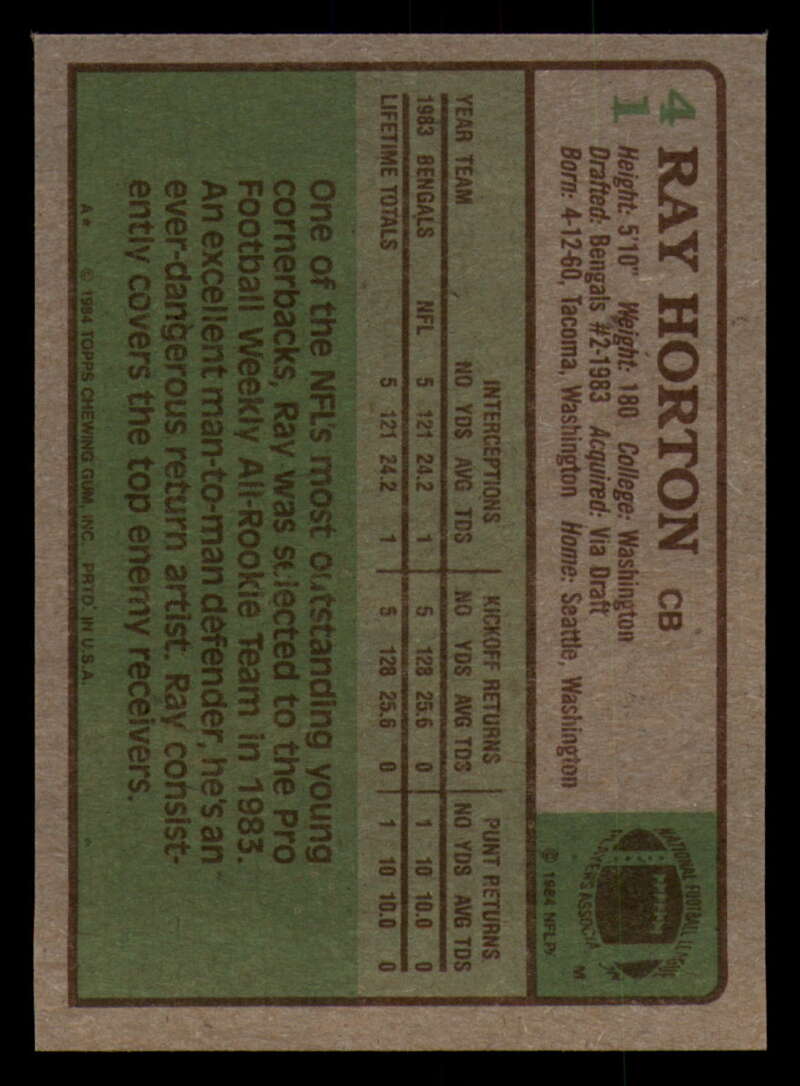 41
RAY HORTON CB
Height: 5'10" Weight: 180 College: Washington
Drafted: Bengals #2-1983 Acquired: Via Draft
Born: 4-12-60, Tacoma, Washington Home: Seattle, Washington
NATIONAL FOOTBALL LEAGUE
PLAYERS ASSOCIA
© 1984 NFLP
M
INTERCEPTIONS KICKOFF RETURNS PUNT RETURNS
YEAR TEAM NO YDS AVG TDS NO YDS AVG TDS NO YDS AVG TDS
1983 BENGALS NFL 5 121 24.2 1 5 128 25.6 0 1 10 10.0 0
LIFETIME TOTALS 5 121 24.2 1 5 128 25.6 0 1 10 10.0 0
One of the NFL's most outstanding young
cornerbacks, Ray was selected to the Pro
Football Weekly All-Rookie Team in 1983.
An excellent man-to-man defender, he's an
ever-dangerous return artist. Ray consist-
ently covers the top enemy receivers.
A* © 1984 TOPPS CHEWING GUM, INC. PRTD. IN U.S.A.